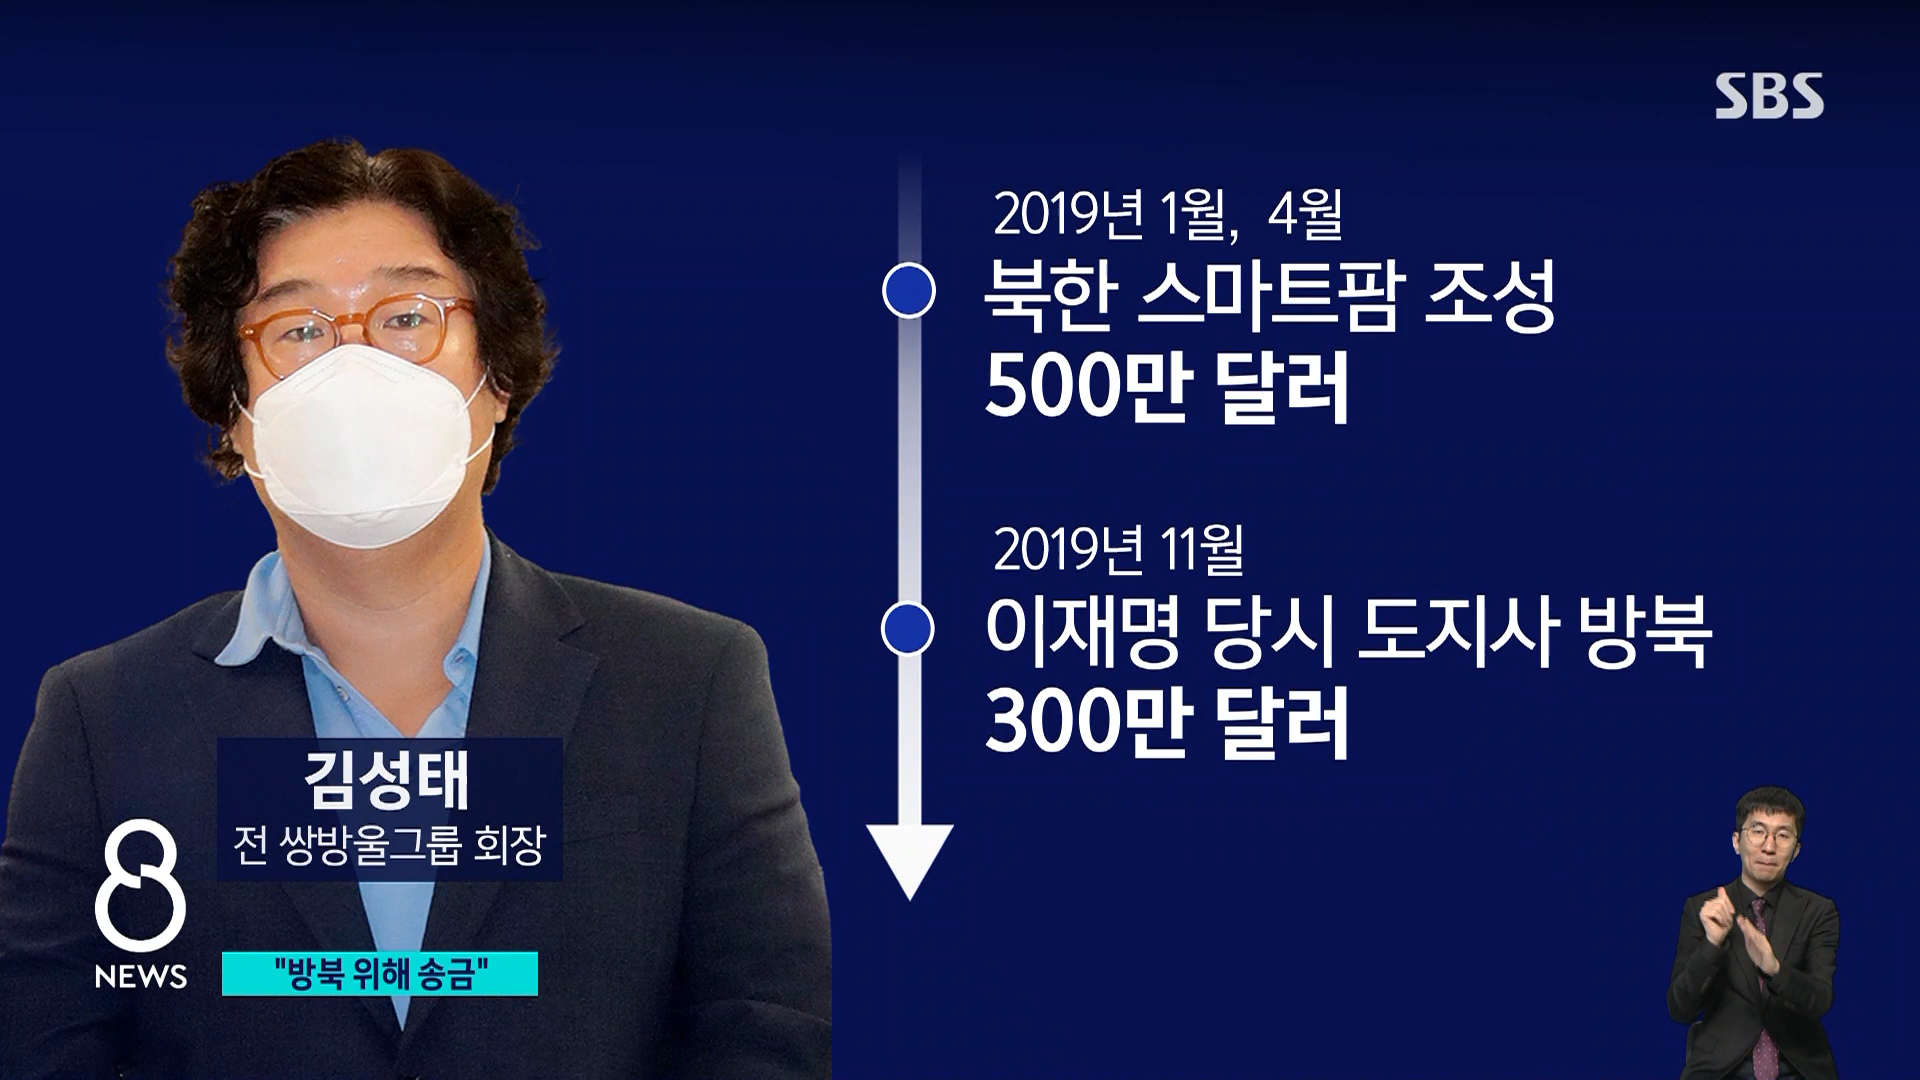 SBS
2019년 1월, 4월
북한 스마트팜 조성
500만 달러
2019년 11월
이재명 당시 도지사 방북
300만 달러
김성태
전 쌍방울그룹 회장
8
NEWS
"방북 위해 송금"